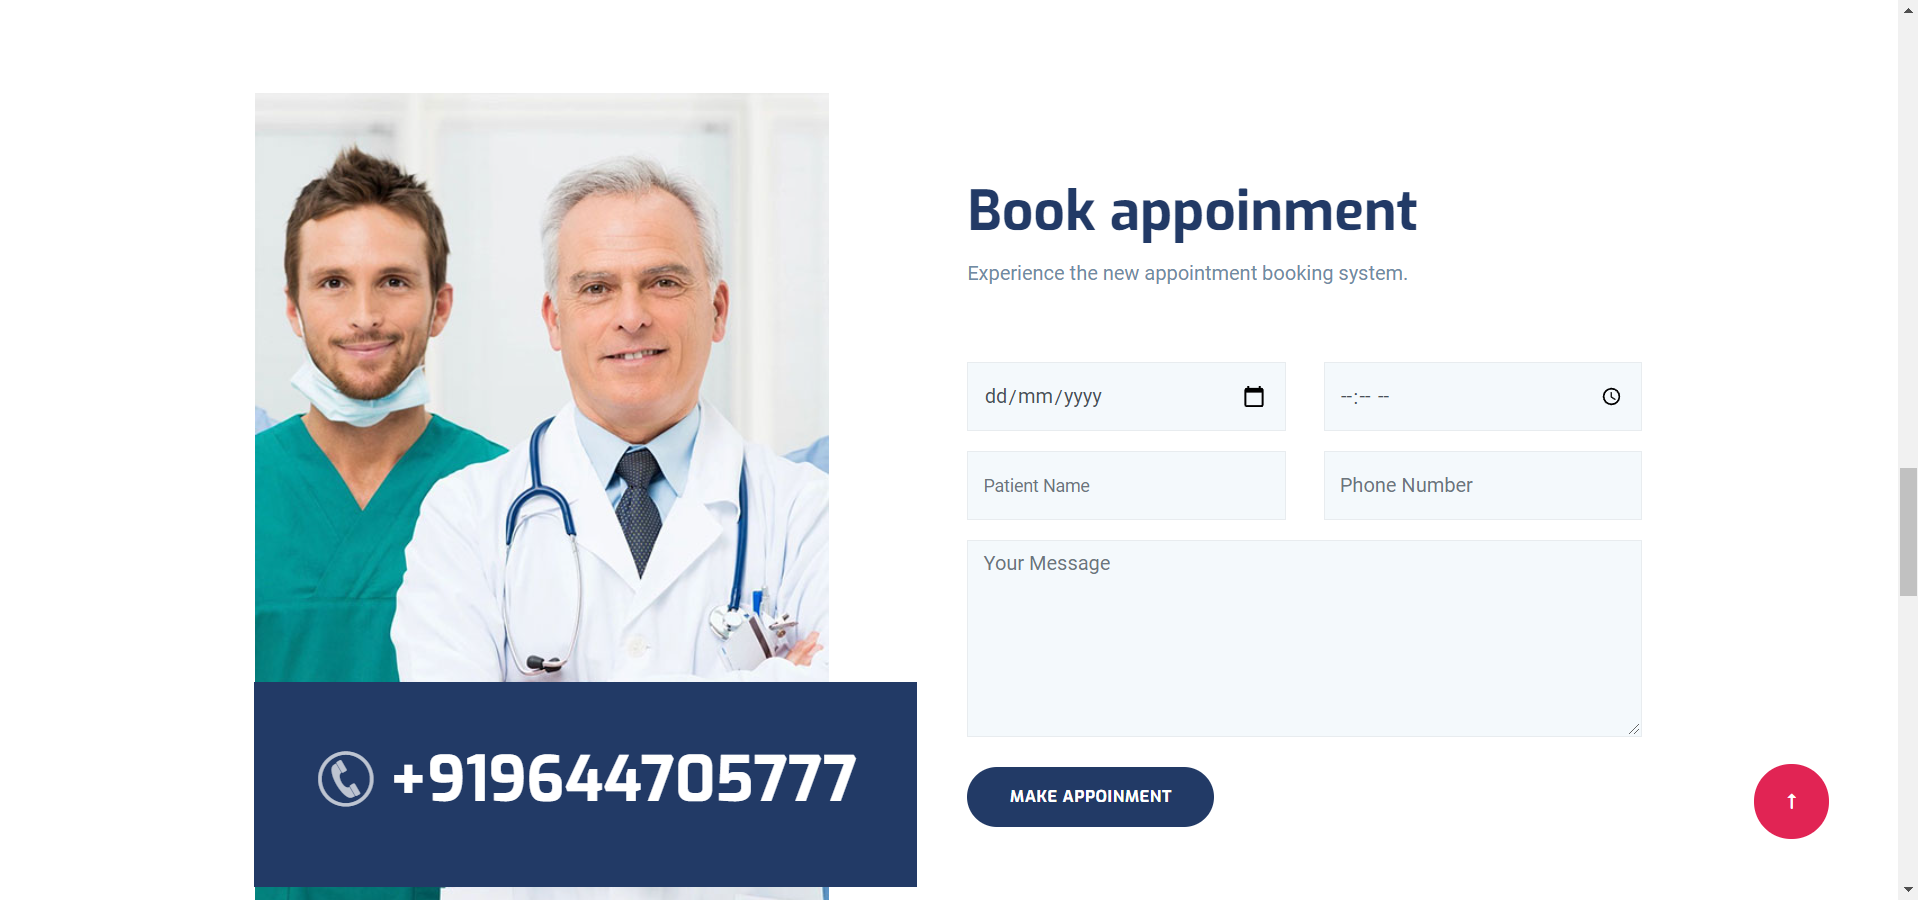 Book appoinment
Experience the new appointment booking system.
dd/mm/yyyy
--:-- --
Patient Name
Phone Number
Your Message
+919644705777
MAKE APPOINMENT